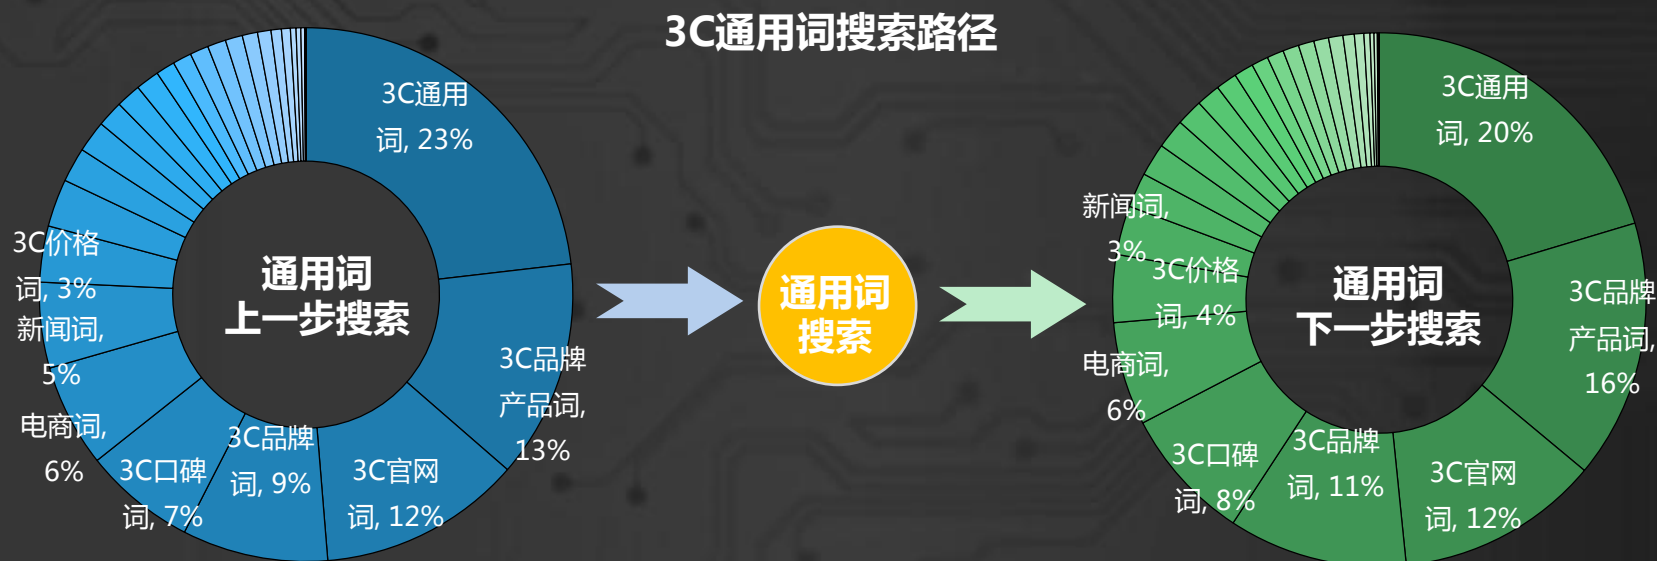 3C通用词搜索路径
3C通用
词, 23%
3C品牌
产品词,
13%
3C官网
词, 12%
3C品牌
词, 9%
3C口碑
词, 7%
电商词,
6%
新闻词,
5%
3C价格
词, 3%
通用词
上一步搜索
通用词
搜索
3C通用
词, 20%
3C品牌
产品词,
16%
3C官网
词, 12%
3C品牌
词, 11%
3C口碑
词, 8%
电商词,
6%
3C价格
词, 4%
新闻词,
3%
通用词
下一步搜索